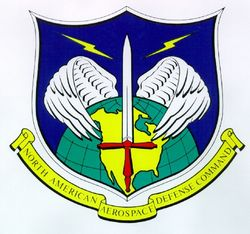 NORTH AMERICAN
AEROSPACE
DEFENSE COMMAND